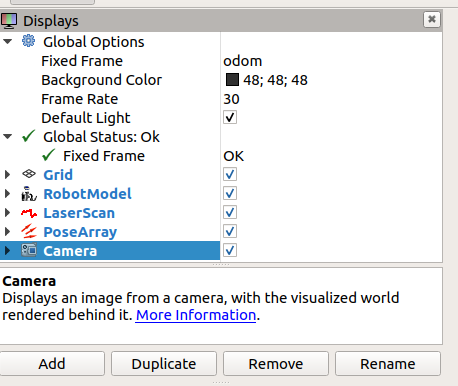 Displays
Global Options
Fixed Frame odom
Background Color 48; 48; 48
Frame Rate 30
Default Light
Global Status: Ok
Fixed Frame OK
Grid
RobotModel
LaserScan
PoseArray
Camera
Camera
Displays an image from a camera, with the visualized world
rendered behind it. More Information.
Add Duplicate Remove Rename